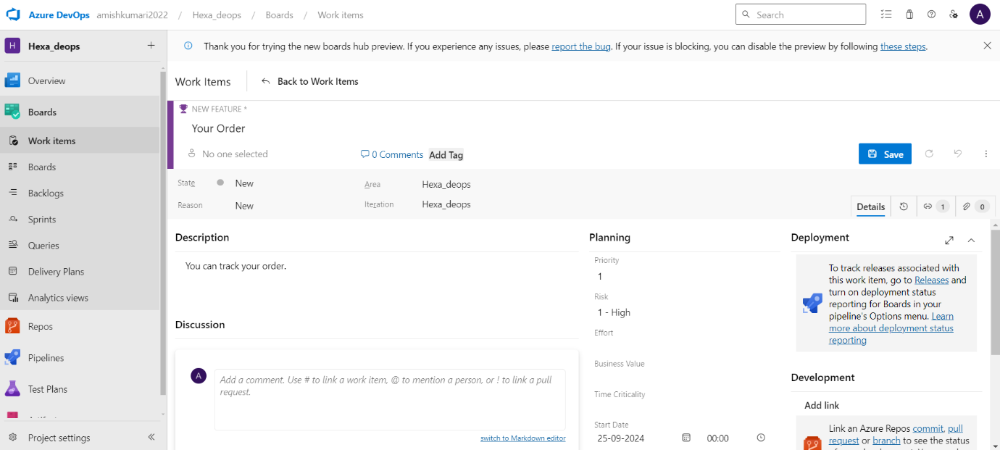 Azure DevOps amishkumari2022 / Hexa_deops / Boards / Work items
Search
A
H Hexa_deops
Thank you for trying the new boards hub preview. If you experience any issues, please report the bug. If your issue is blocking, you can disable the preview by following these steps.
Overview
Boards
Work items
Boards
Backlogs
Sprints
Queries
Delivery Plans
Analytics views
Repos
Pipelines
Test Plans
Project settings
Work Items
Back to Work Items
NEW FEATURE *
Your Order
No one selected
0 Comments
Add Tag
Save
State
New
Area
Hexa_deops
Reason
New
Iteration
Hexa_deops
Details
1
0
Description
You can track your order.
Discussion
A
Add a comment. Use # to link a work item, @ to mention a person, or ! to link a pull
request.
switch to Markdown editor
Planning
Priority
1
Risk
1 - High
Effort
Business Value
Time Criticality
Start Date
25-09-2024
00:00
Deployment
To track releases associated with
this work item, go to Releases and
turn on deployment status
reporting for Boards in your
pipeline's Options menu. Learn
more about deployment status
reporting
Development
Add link
Link an Azure Repos commit, pull
request or branch to see the status